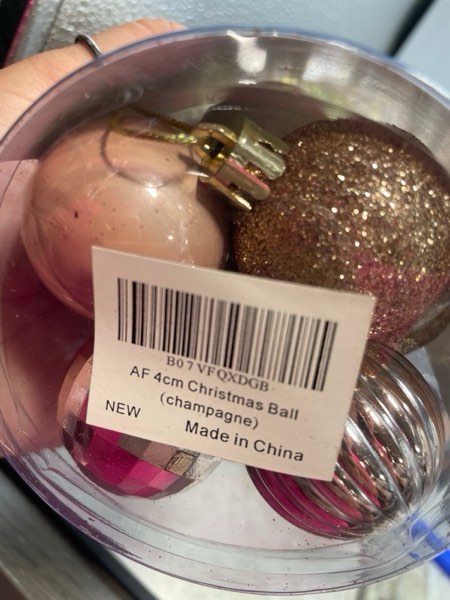 B07VFQXDGB
AF 4cm Christmas Ball
(champagne)
NEW
Made in China